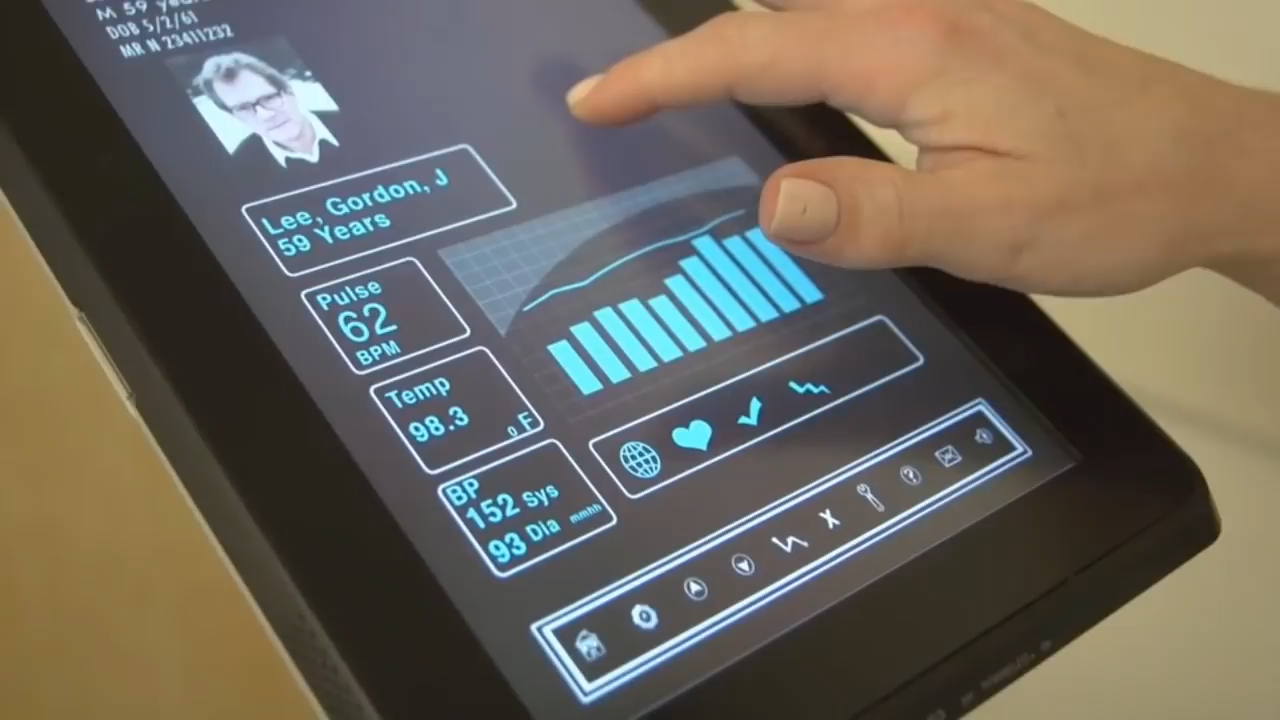 M 59 years
DOB 5/2/61
MR N 23411232
Lee, Gordon, J
59 Years
Pulse
62
BPM
Temp
98.3 o F
BP
152 Sys
93 Dia mmhh